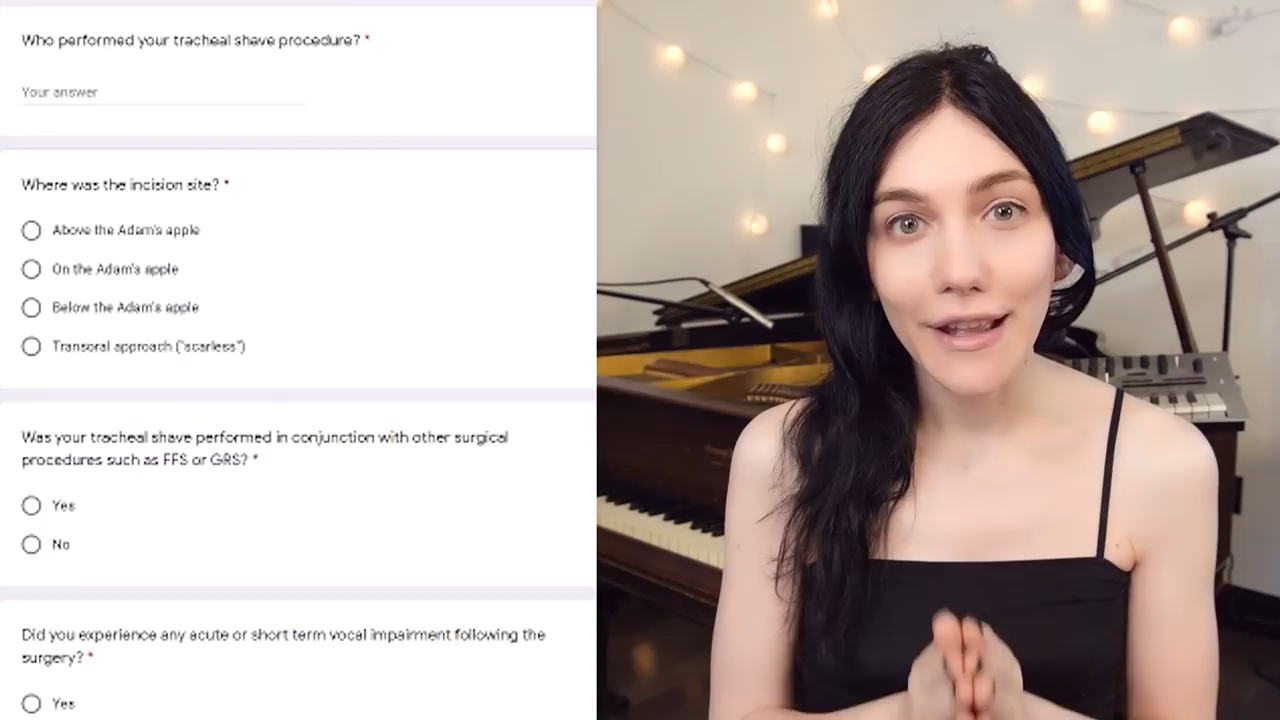 Who performed your tracheal shave procedure? *
Your answer
Where was the incision site? *
Above the Adam's apple
On the Adam's apple
Below the Adam's apple
Transoral approach ("scarless")
Was your tracheal shave performed in conjunction with other surgical
procedures such as FFS or GRS? *
Yes
No
Did you experience any acute or short term vocal impairment following the
surgery? *
Yes